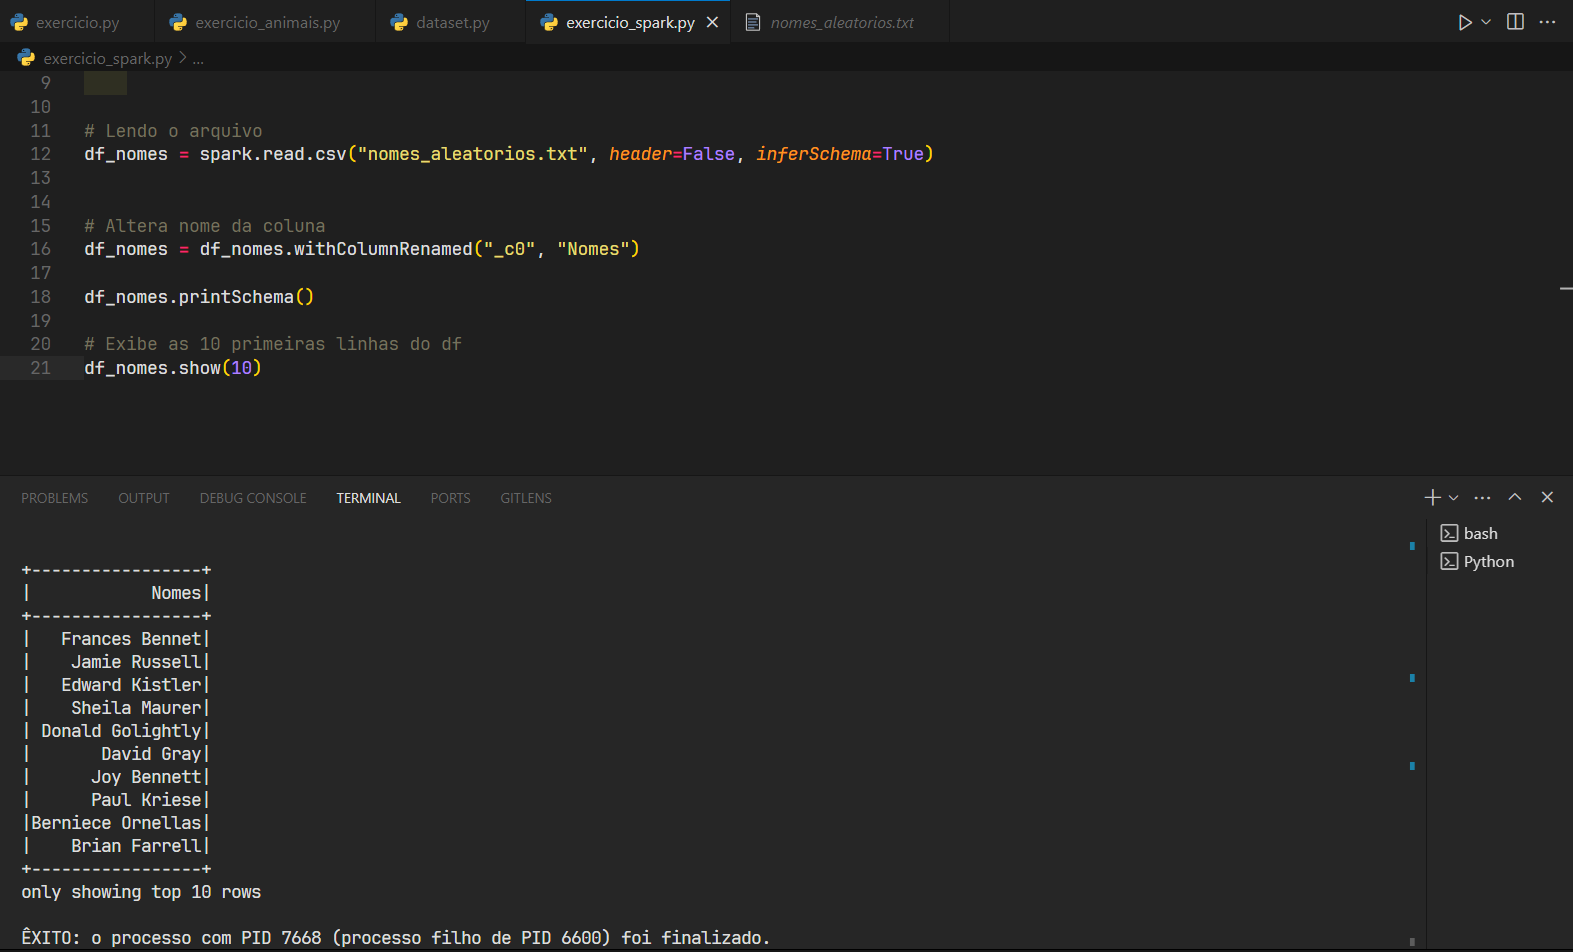 exercicio.py exercicio_animais.py dataset.py exercicio_spark.py nomes_aleatorios.txt
exercicio_spark.py > ...
9
10
11 # Lendo o arquivo
12 df_nomes = spark.read.csv("nomes_aleatorios.txt", header=False, inferSchema=True)
13
14
15 # Altera nome da coluna
16 df_nomes = df_nomes.withColumnRenamed("_c0", "Nomes")
17
18 df_nomes.printSchema()
19
20 # Exibe as 10 primeiras linhas do df
21 df_nomes.show(10)
PROBLEMS OUTPUT DEBUG CONSOLE TERMINAL PORTS GITLENS
bash
Python
+-----------------+
|            Nomes|
+-----------------+
|   Frances Bennet|
|    Jamie Russell|
|   Edward Kistler|
|    Sheila Maurer|
| Donald Golightly|
|       David Gray|
|      Joy Bennett|
|      Paul Kriese|
|Berniece Ornellas|
|    Brian Farrell|
+-----------------+
only showing top 10 rows
ÊXITO: o processo com PID 7668 (processo filho de PID 6600) foi finalizado.